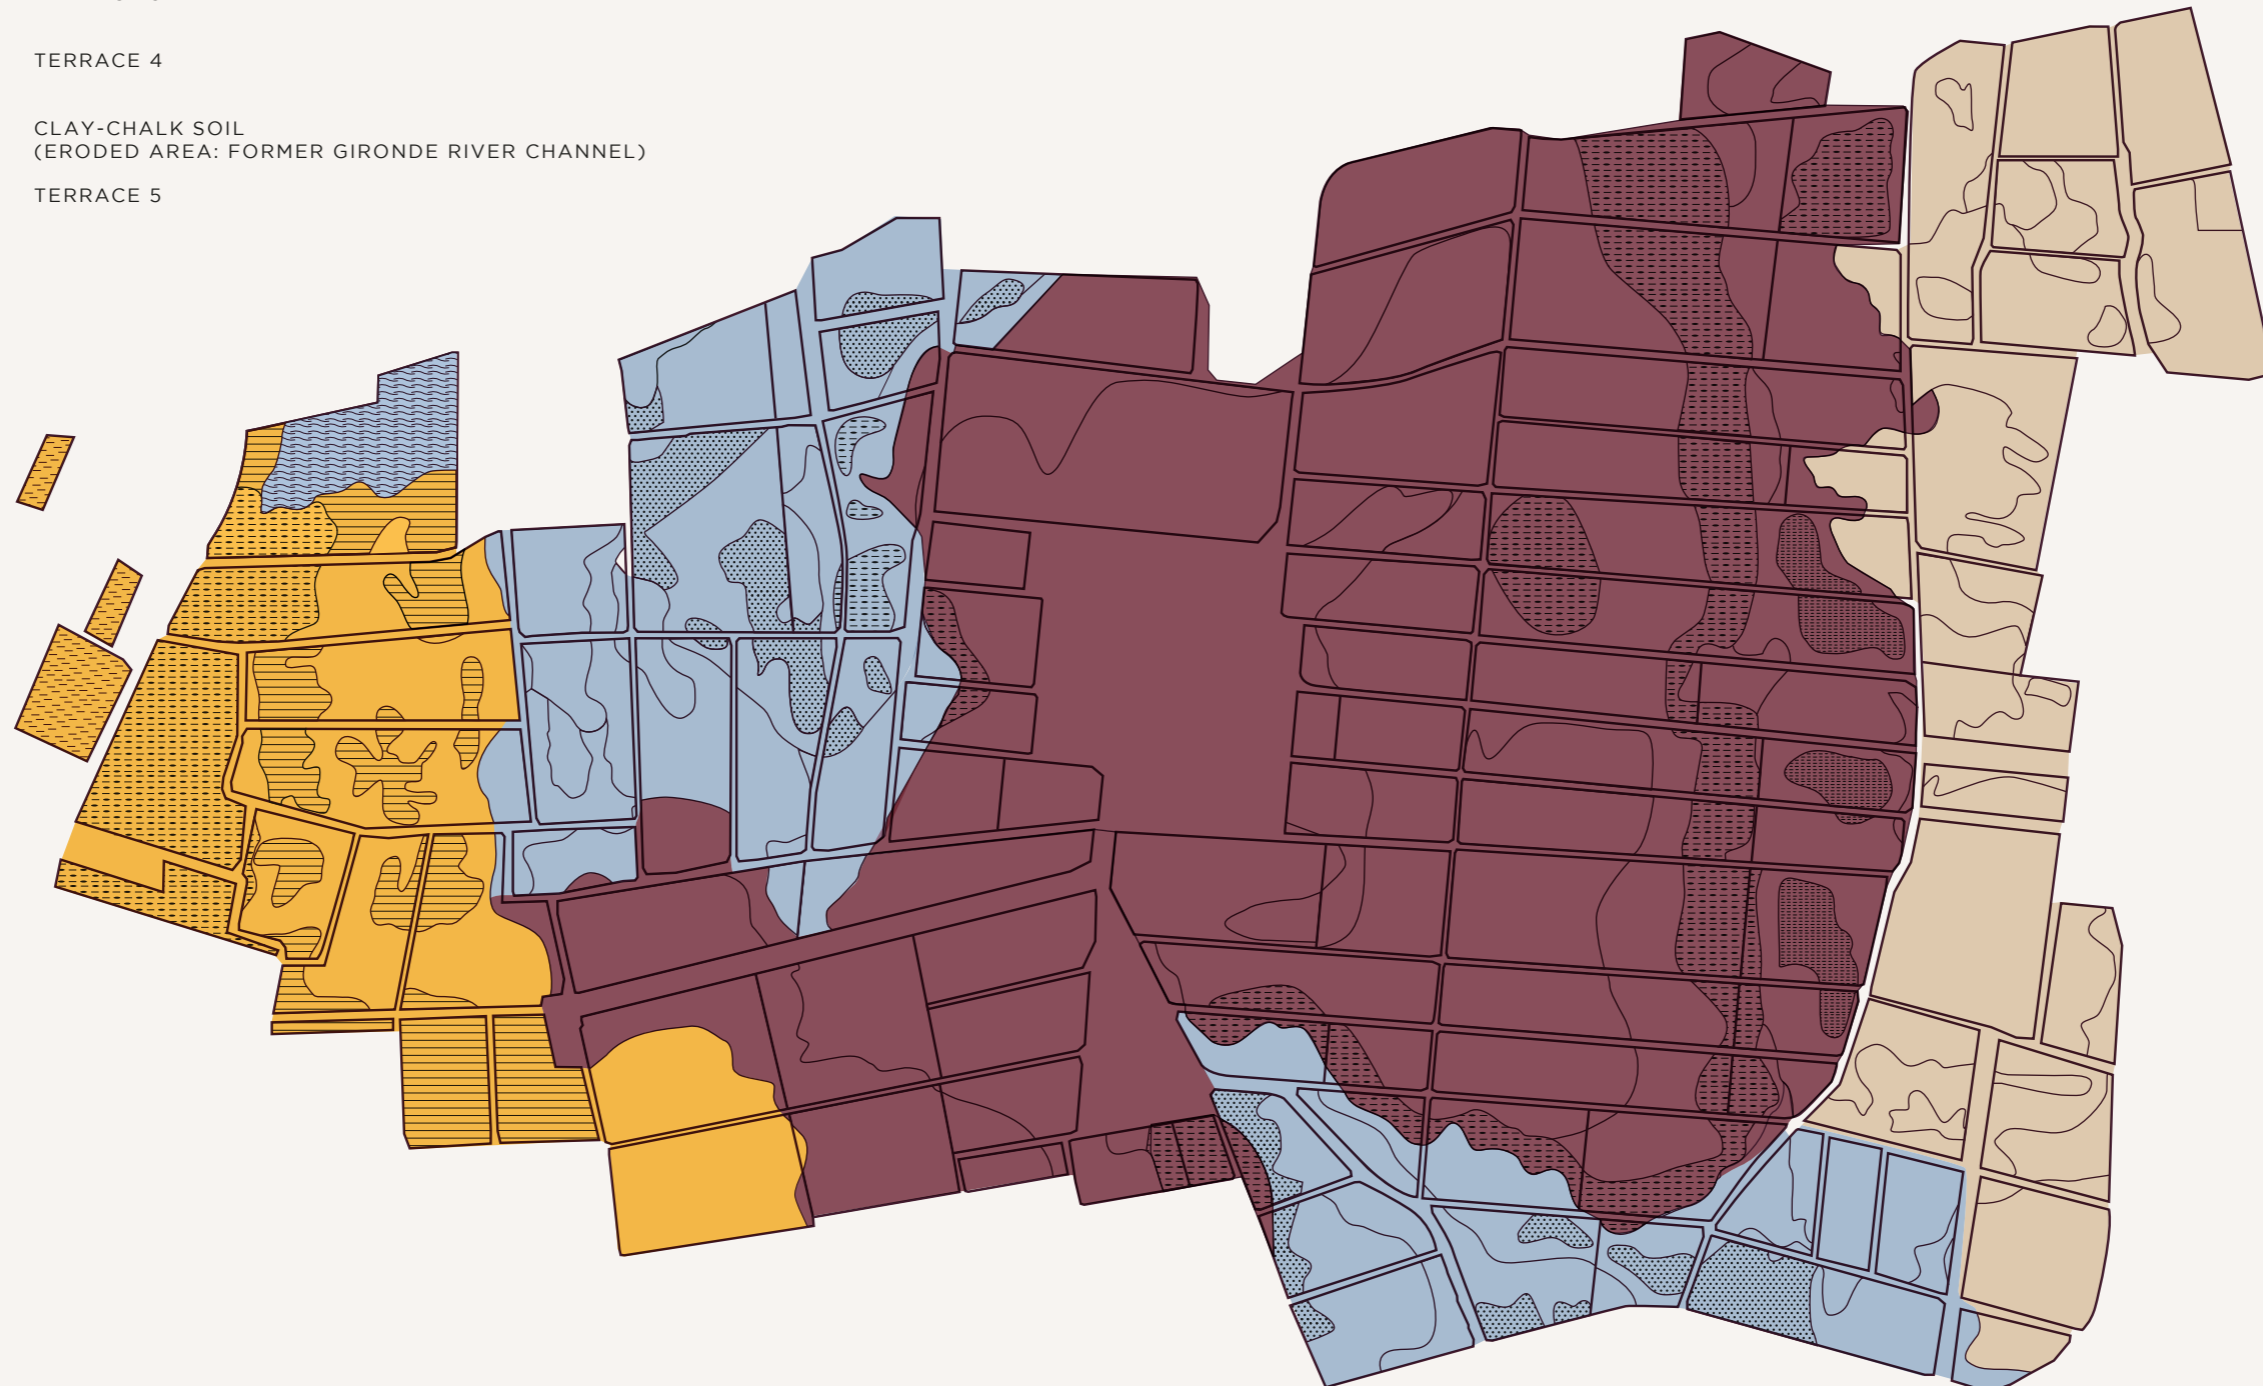 TERRACE 4
CLAY-CHALK SOIL
(ERODED AREA: FORMER GIRONDE RIVER CHANNEL)
TERRACE 5